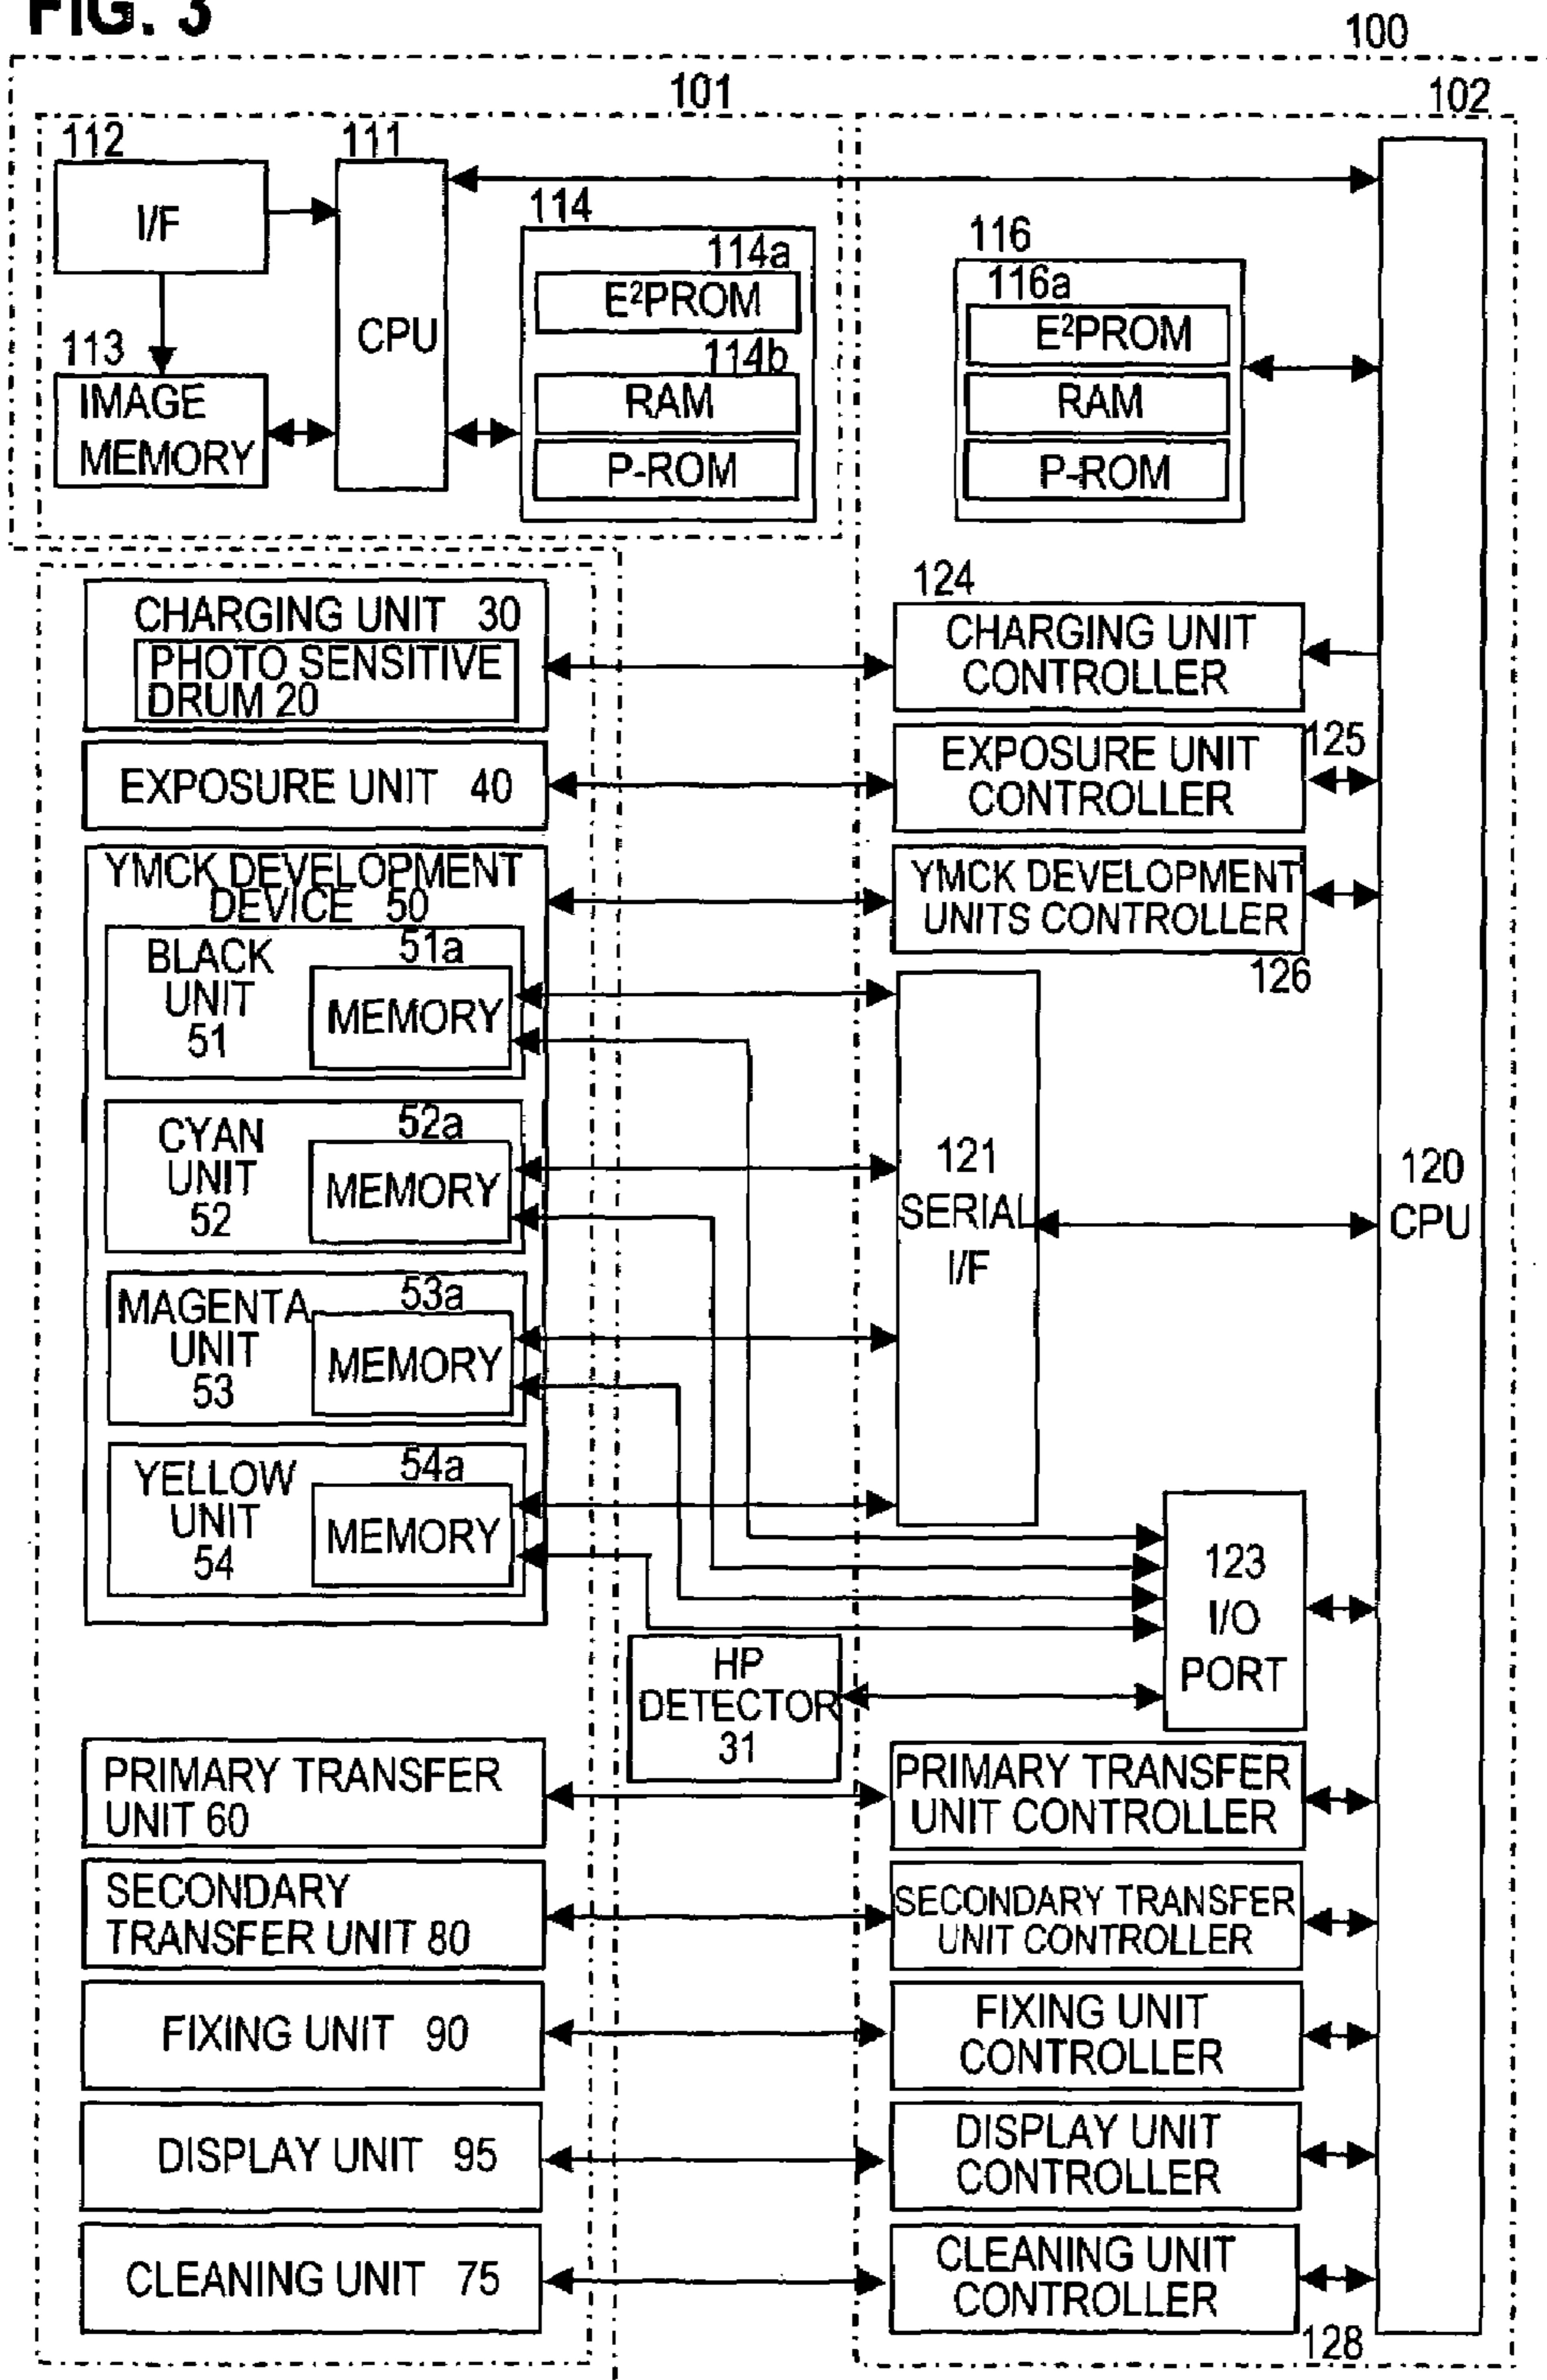 FIG. 3
100
101
102
112
111
I/F
CPU
113
IMAGE
MEMORY
114
114a
E²PROM
114b
RAM
P-ROM
116
116a
E²PROM
RAM
P-ROM
CHARGING UNIT 30
PHOTO SENSITIVE
DRUM 20
124
CHARGING UNIT
CONTROLLER
EXPOSURE UNIT 40
EXPOSURE UNIT
CONTROLLER
125
YMCK DEVELOPMENT
DEVICE 50
YMCK DEVELOPMENT
UNITS CONTROLLER
126
BLACK
UNIT
51
51a
MEMORY
CYAN
UNIT
52
52a
MEMORY
MAGENTA
UNIT
53
53a
MEMORY
YELLOW
UNIT
54
54a
MEMORY
121
SERIAL
I/F
120
CPU
123
I/O
PORT
HP
DETECTOR
31
PRIMARY TRANSFER
UNIT 60
PRIMARY TRANSFER
UNIT CONTROLLER
SECONDARY
TRANSFER UNIT 80
SECONDARY TRANSFER
UNIT CONTROLLER
FIXING UNIT 90
FIXING UNIT
CONTROLLER
DISPLAY UNIT 95
DISPLAY UNIT
CONTROLLER
CLEANING UNIT 75
CLEANING UNIT
CONTROLLER
128